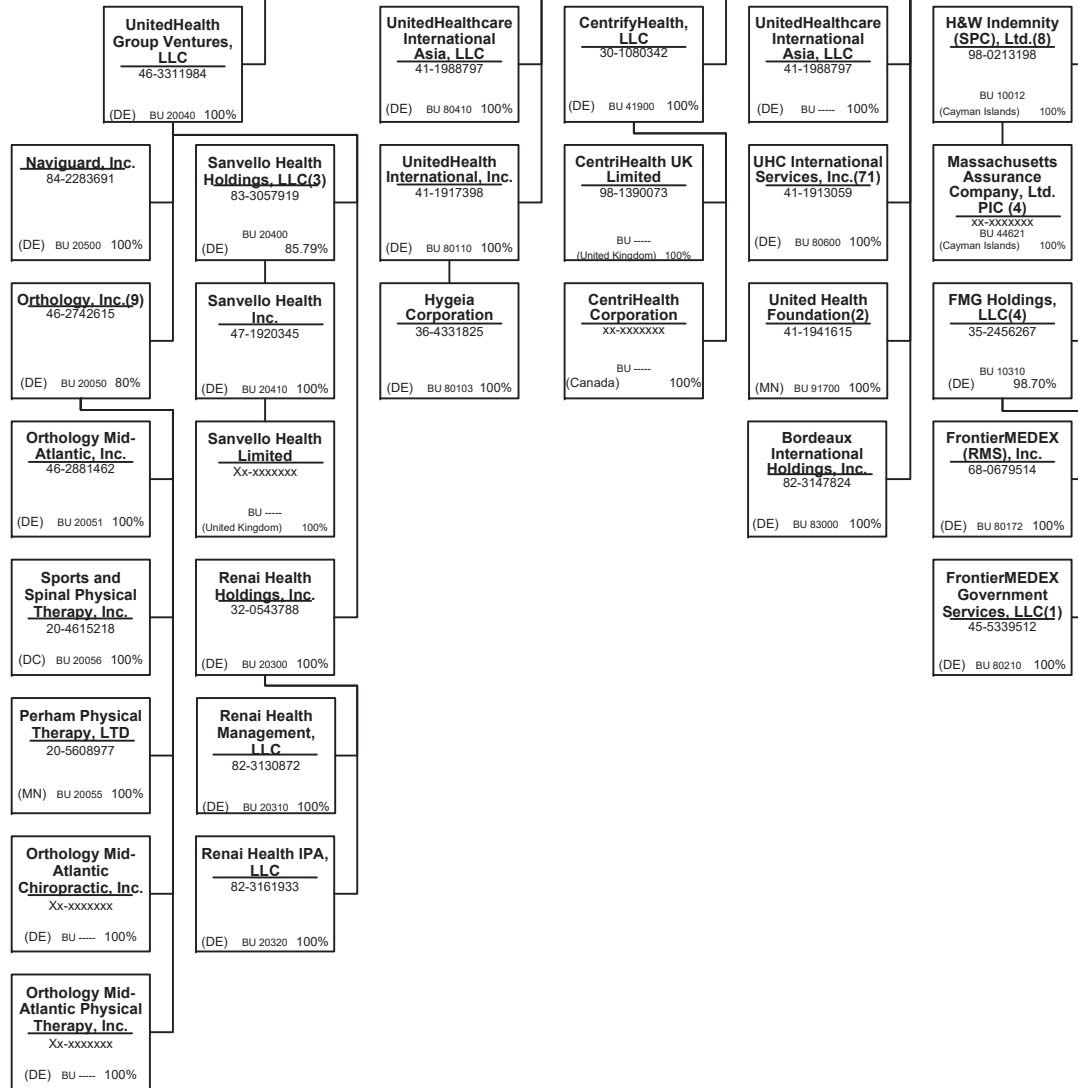 UnitedHealth
Group Ventures,
LLC
46-3311984
(DE) BU 20040 100%
Naviguard, Inc.
84-2283691
(DE) BU 20500 100%
Orthology, Inc.(9)
46-2742615
(DE) BU 20050 80%
Orthology Mid-
Atlantic, Inc.
46-2881462
(DE) BU 20051 100%
Sports and
Spinal Physical
Therapy, Inc.
20-4615218
(DC) BU 20056 100%
Perham Physical
Therapy, LTD
20-5608977
(MN) BU 20055 100%
Orthology Mid-
Atlantic
Chiropractic, Inc.
Xx-xxxxxxx
(DE) BU ----- 100%
Orthology Mid-
Atlantic Physical
Therapy, Inc.
Xx-xxxxxxx
(DE) BU ----- 100%
Sanvello Health
Holdings, LLC(3)
83-3057919
BU 20400
(DE) 85.79%
Sanvello Health
Inc.
47-1920345
(DE) BU 20410 100%
Sanvello Health
Limited
Xx-xxxxxxx
BU -----
(United Kingdom) 100%
Renai Health
Holdings, Inc.
32-0543788
(DE) BU 20300 100%
Renai Health
Management,
LLC
82-3130872
(DE) BU 20310 100%
Renai Health IPA,
LLC
82-3161933
(DE) BU 20320 100%
UnitedHealthcare
International
Asia, LLC
41-1988797
(DE) BU 80410 100%
UnitedHealth
International, Inc.
41-1917398
(DE) BU 80110 100%
Hygeia
Corporation
36-4331825
(DE) BU 80103 100%
CentrifyHealth,
LLC
30-1080342
(DE) BU 41900 100%
CentriHealth UK
Limited
98-1390073
BU -----
(United Kingdom) 100%
CentriHealth
Corporation
xx-xxxxxxx
BU -----
(Canada) 100%
UnitedHealthcare
International
Asia, LLC
41-1988797
(DE) BU ----- 100%
UHC International
Services, Inc.(71)
41-1913059
(DE) BU 80600 100%
United Health
Foundation(2)
41-1941615
(MN) BU 91700 100%
Bordeaux
International
Holdings, Inc.
82-3147824
(DE) BU 83000 100%
H&W Indemnity
(SPC), Ltd.(8)
98-0213198
BU 10012
(Cayman Islands) 100%
Massachusetts
Assurance
Company, Ltd.
PIC (4)
xx-xxxxxxx
BU 44621
(Cayman Islands) 100%
FMG Holdings,
LLC(4)
35-2456267
BU 10310
(DE) 98.70%
FrontierMEDEX
(RMS), Inc.
68-0679514
(DE) BU 80172 100%
FrontierMEDEX
Government
Services, LLC(1)
45-5339512
(DE) BU 80210 100%